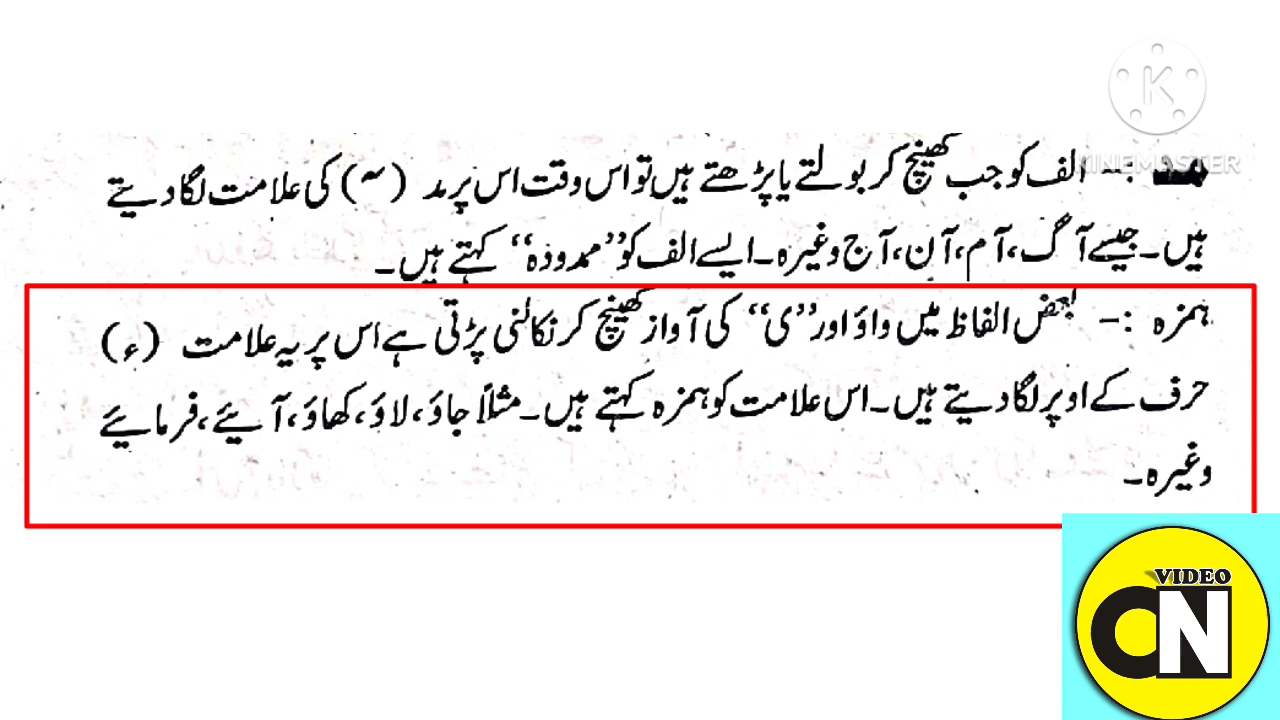 KINEMASTER
:- الف کو جب کھینچ کر بولتے یا پڑھتے ہیں تو اس وقت اس پر مد (ٓ) کی علامت لگا دیتے
ہیں۔ جیسے آگ، آم، آن، آج وغیرہ۔ ایسے الف کو ”ممدودہ“ کہتے ہیں۔
ہمزہ :- بعض الفاظ میں واؤ اور ”ی“ کی آواز کھینچ کر نکالنی پڑتی ہے اس پر یہ علامت (ء)
حرف کے اوپر لگا دیتے ہیں۔ اس علامت کو ہمزہ کہتے ہیں۔ مثلاً جاؤ، لاؤ، کھاؤ، آئیے، فرمائیے
وغیرہ۔
VIDEO
CN